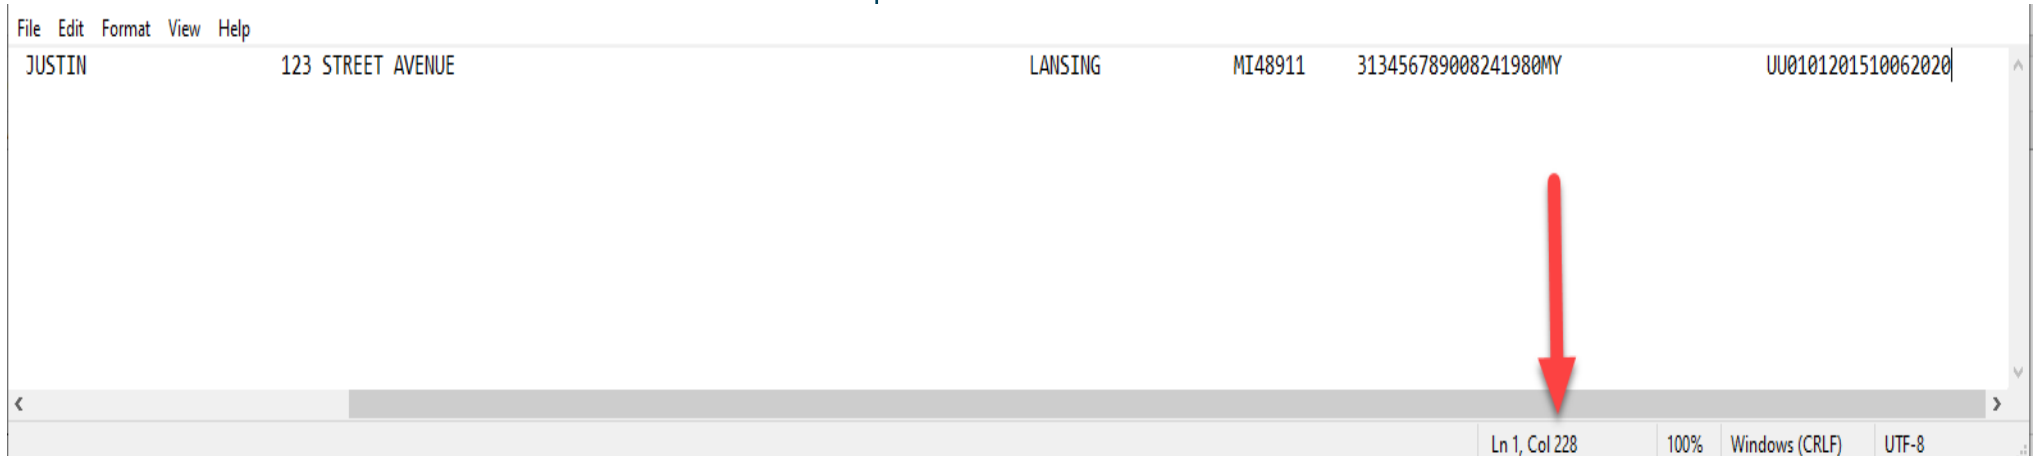 File Edit Format View Help
JUSTIN 123 STREET AVENUE LANSING MI48911 313456789008241980MY UU0101201510062020
Ln 1, Col 228 100% Windows (CRLF) UTF-8